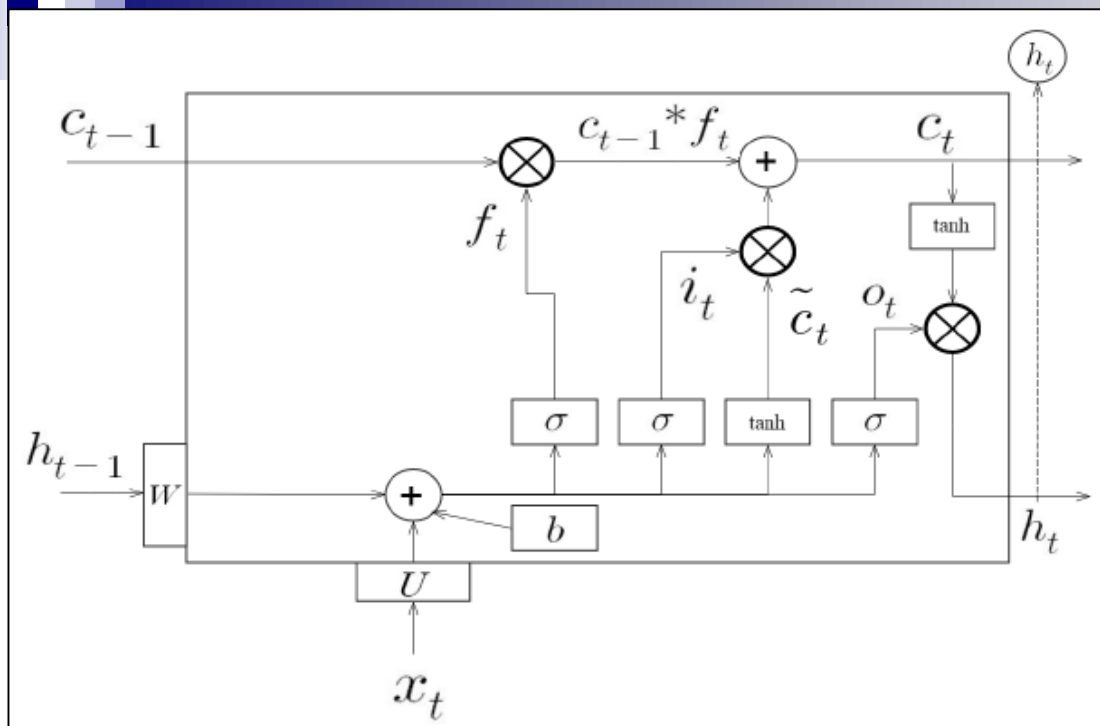 h_t
c_{t-1}
c_{t-1} * f_t
+
c_t
tanh
f_t
i_t
c̃_t
o_t
σ
σ
tanh
σ
h_{t-1}
W
+
b
h_t
U
x_t